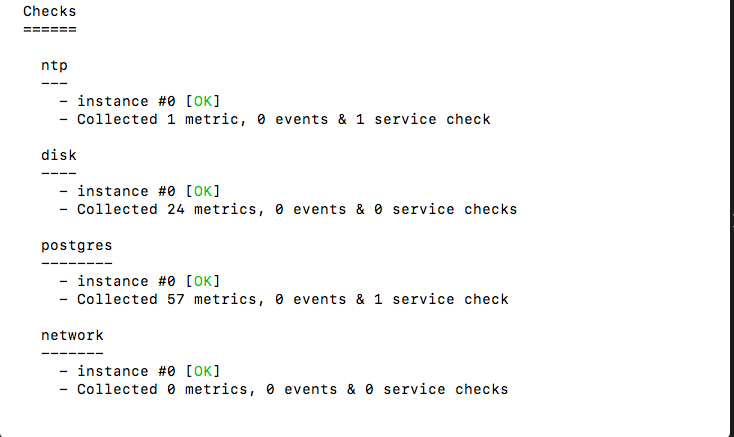 Checks
======
ntp
---
- instance #0 [OK]
- Collected 1 metric, 0 events & 1 service check
disk
----
- instance #0 [OK]
- Collected 24 metrics, 0 events & 0 service checks
postgres
--------
- instance #0 [OK]
- Collected 57 metrics, 0 events & 1 service check
network
-------
- instance #0 [OK]
- Collected 0 metrics, 0 events & 0 service checks